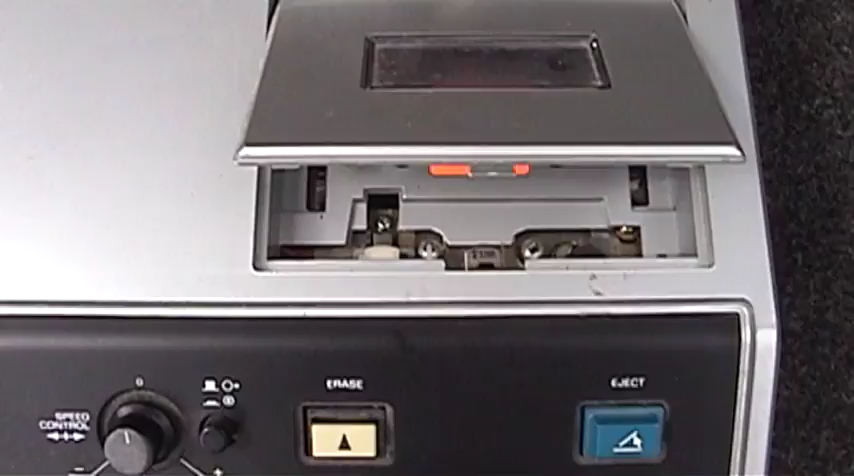 0
SPEED
CONTROL
- +
ERASE
EJECT